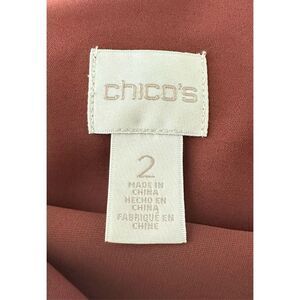 chico's
2
MADE IN
CHINA
HECHO EN
CHINA
FABRIQUÉ EN
CHINE